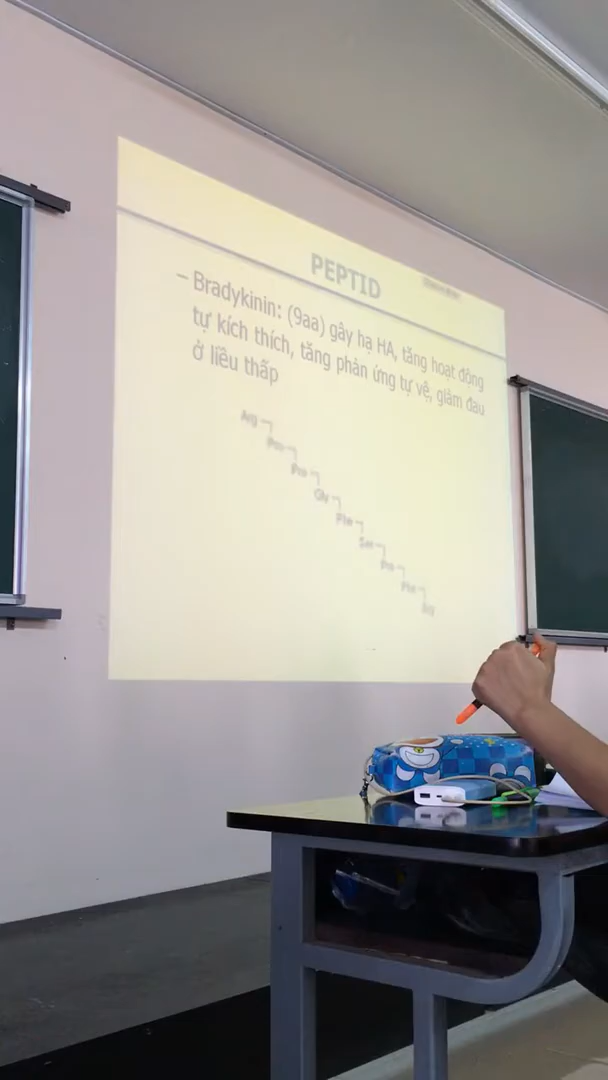 PEPTID
– Bradykinin: (9aa) gây hạ HA, tăng hoạt động
tự kích thích, tăng phản ứng tự vệ, giảm đau
ở liều thấp
Arg
Pro
Pro
Gly
Phe
Ser
Pro
Phe